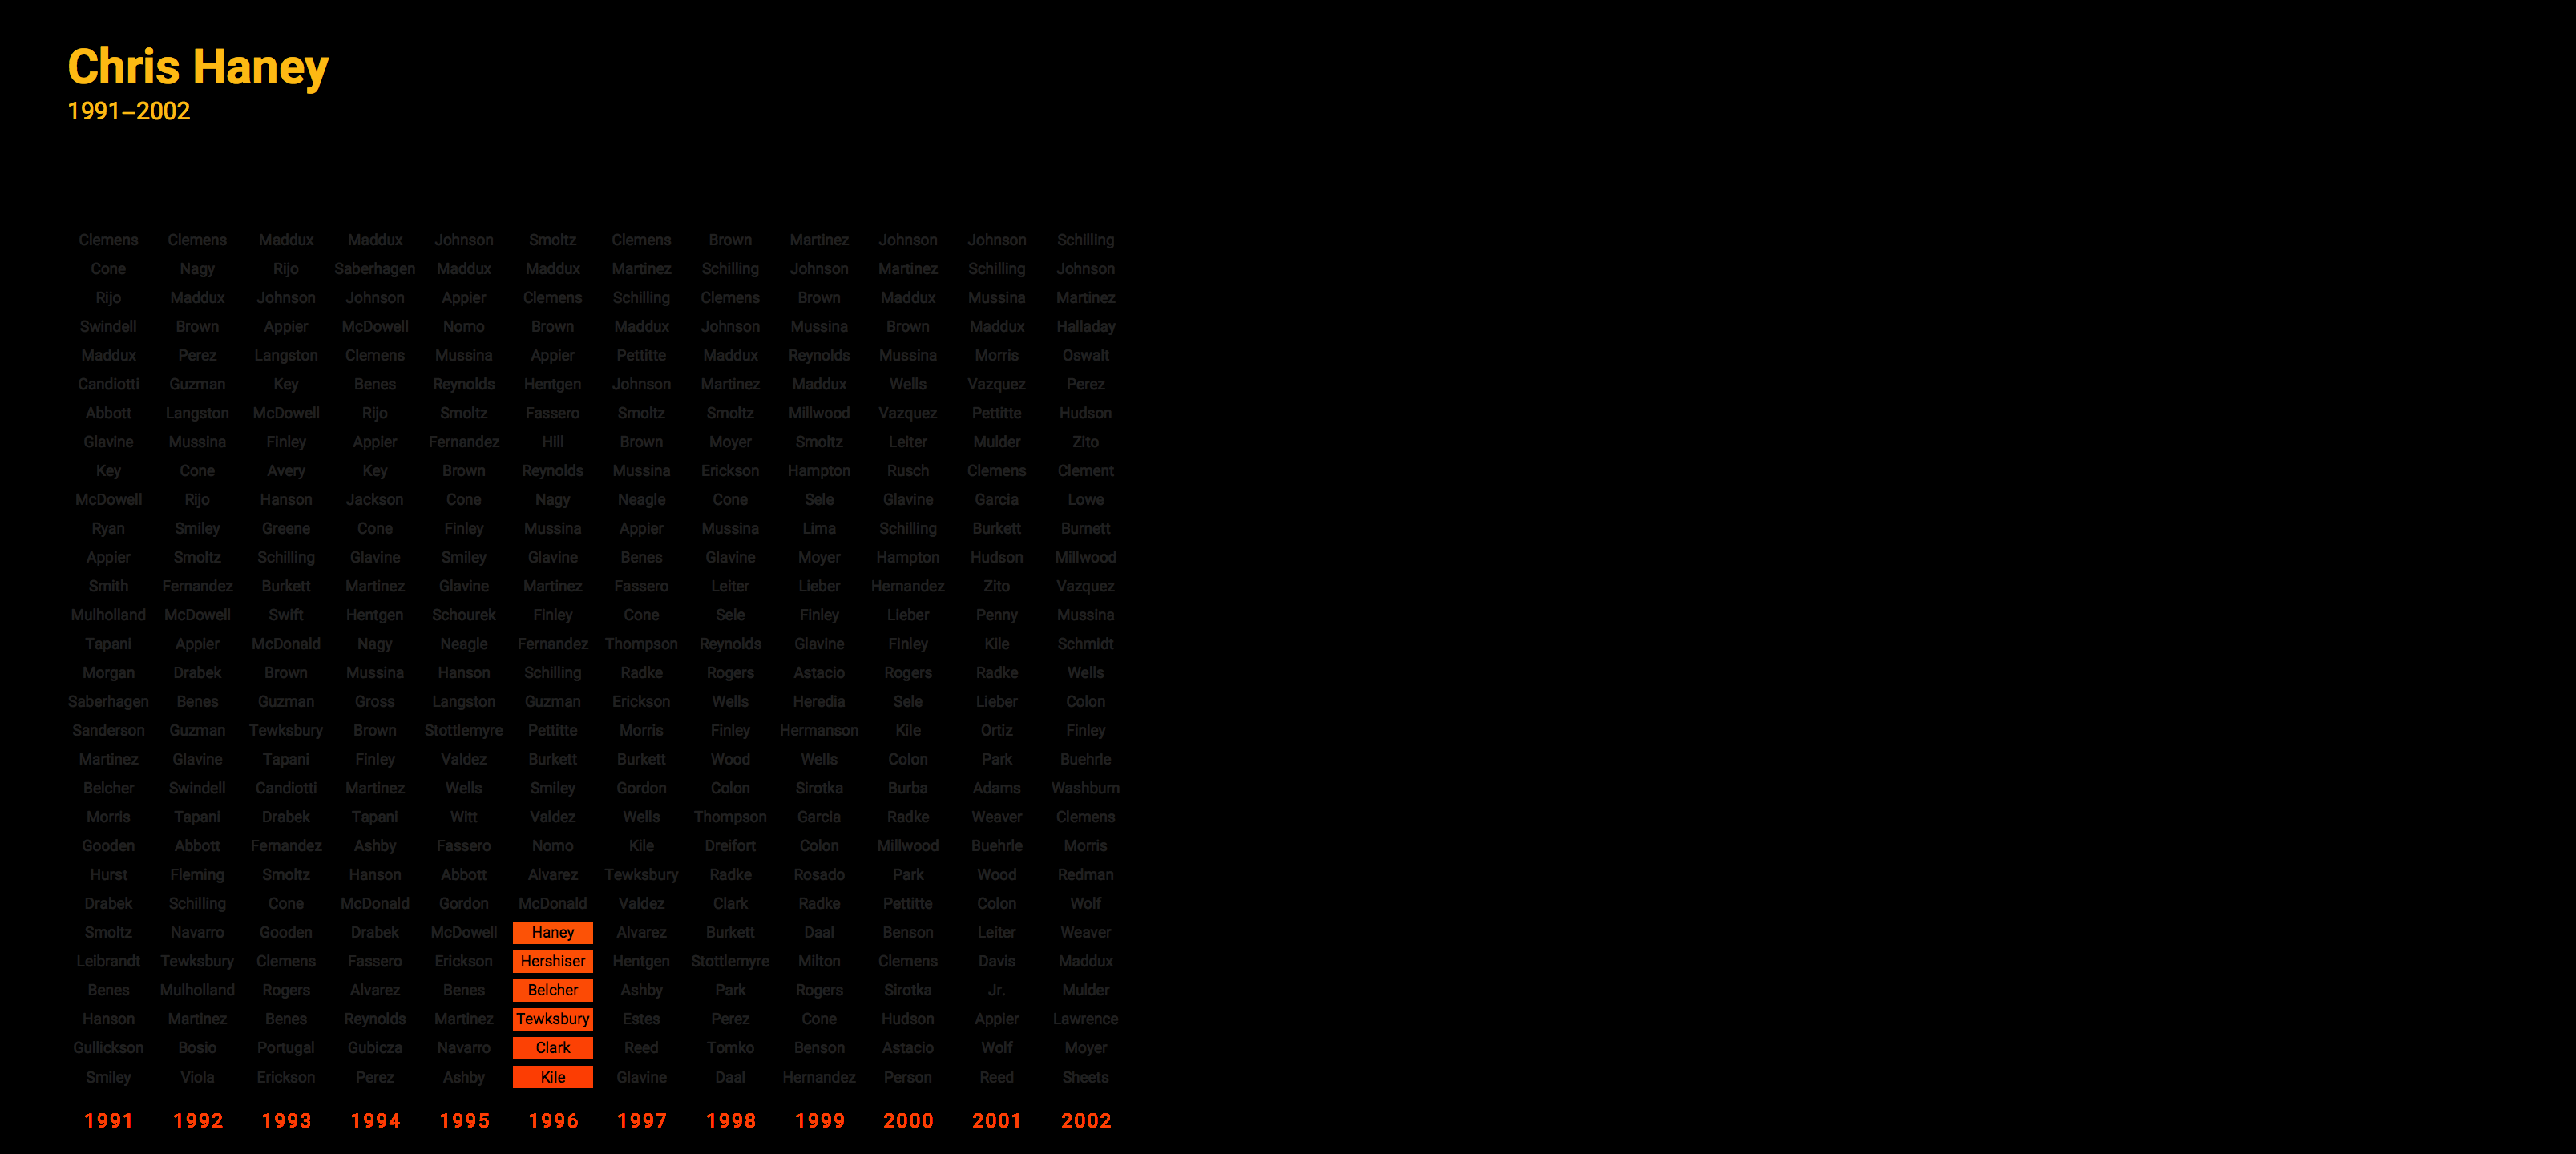 Chris Haney
1991–2002
Clemens Clemens Maddux Maddux Johnson Smoltz Clemens Brown Martinez Johnson Johnson Schilling
Cone Nagy Rijo Saberhagen Maddux Maddux Martinez Schilling Johnson Martinez Schilling Johnson
Rijo Maddux Johnson Johnson Appier Clemens Schilling Clemens Brown Maddux Mussina Martinez
Swindell Brown Appier McDowell Nomo Brown Maddux Johnson Mussina Brown Maddux Halladay
Maddux Perez Langston Clemens Mussina Appier Pettitte Maddux Reynolds Mussina Morris Oswalt
Candiotti Guzman Key Benes Reynolds Hentgen Johnson Martinez Maddux Wells Vazquez Perez
Abbott Langston McDowell Rijo Smoltz Fassero Smoltz Smoltz Millwood Vazquez Pettitte Hudson
Glavine Mussina Finley Appier Fernandez Hill Brown Moyer Smoltz Leiter Mulder Zito
Key Cone Avery Key Brown Reynolds Mussina Erickson Hampton Rusch Clemens Clement
McDowell Rijo Hanson Jackson Cone Nagy Neagle Cone Sele Glavine Garcia Lowe
Ryan Smiley Greene Cone Finley Mussina Appier Mussina Lima Schilling Burkett Burnett
Appier Smoltz Schilling Glavine Smiley Glavine Benes Glavine Moyer Hampton Hudson Millwood
Smith Fernandez Burkett Martinez Glavine Martinez Fassero Leiter Lieber Hernandez Zito Vazquez
Mulholland McDowell Swift Hentgen Schourek Finley Cone Sele Finley Lieber Penny Mussina
Tapani Appier McDonald Nagy Neagle Fernandez Thompson Reynolds Glavine Finley Kile Schmidt
Morgan Drabek Brown Mussina Hanson Schilling Radke Rogers Astacio Rogers Radke Wells
Saberhagen Benes Guzman Gross Langston Guzman Erickson Wells Heredia Sele Lieber Colon
Sanderson Guzman Tewksbury Brown Stottlemyre Pettitte Morris Finley Hermanson Kile Ortiz Finley
Martinez Glavine Tapani Finley Valdez Burkett Burkett Wood Wells Colon Park Buehrle
Belcher Swindell Candiotti Martinez Wells Smiley Gordon Colon Sirotka Burba Adams Washburn
Morris Tapani Drabek Tapani Witt Valdez Wells Thompson Garcia Radke Weaver Clemens
Gooden Abbott Fernandez Ashby Fassero Nomo Kile Dreifort Colon Millwood Buehrle Morris
Hurst Fleming Smoltz Hanson Abbott Alvarez Tewksbury Radke Rosado Park Wood Redman
Drabek Schilling Cone McDonald Gordon McDonald Valdez Clark Radke Pettitte Colon Wolf
Smoltz Navarro Gooden Drabek McDowell Haney Alvarez Burkett Daal Benson Leiter Weaver
Leibrandt Tewksbury Clemens Fassero Erickson Hershiser Hentgen Stottlemyre Milton Clemens Davis Maddux
Benes Mulholland Rogers Alvarez Benes Belcher Ashby Park Rogers Sirotka Jr. Mulder
Hanson Martinez Benes Reynolds Martinez Tewksbury Estes Perez Cone Hudson Appier Lawrence
Gullickson Bosio Portugal Gubicza Navarro Clark Reed Tomko Benson Astacio Wolf Moyer
Smiley Viola Erickson Perez Ashby Kile Glavine Daal Hernandez Person Reed Sheets
1991 1992 1993 1994 1995 1996 1997 1998 1999 2000 2001 2002